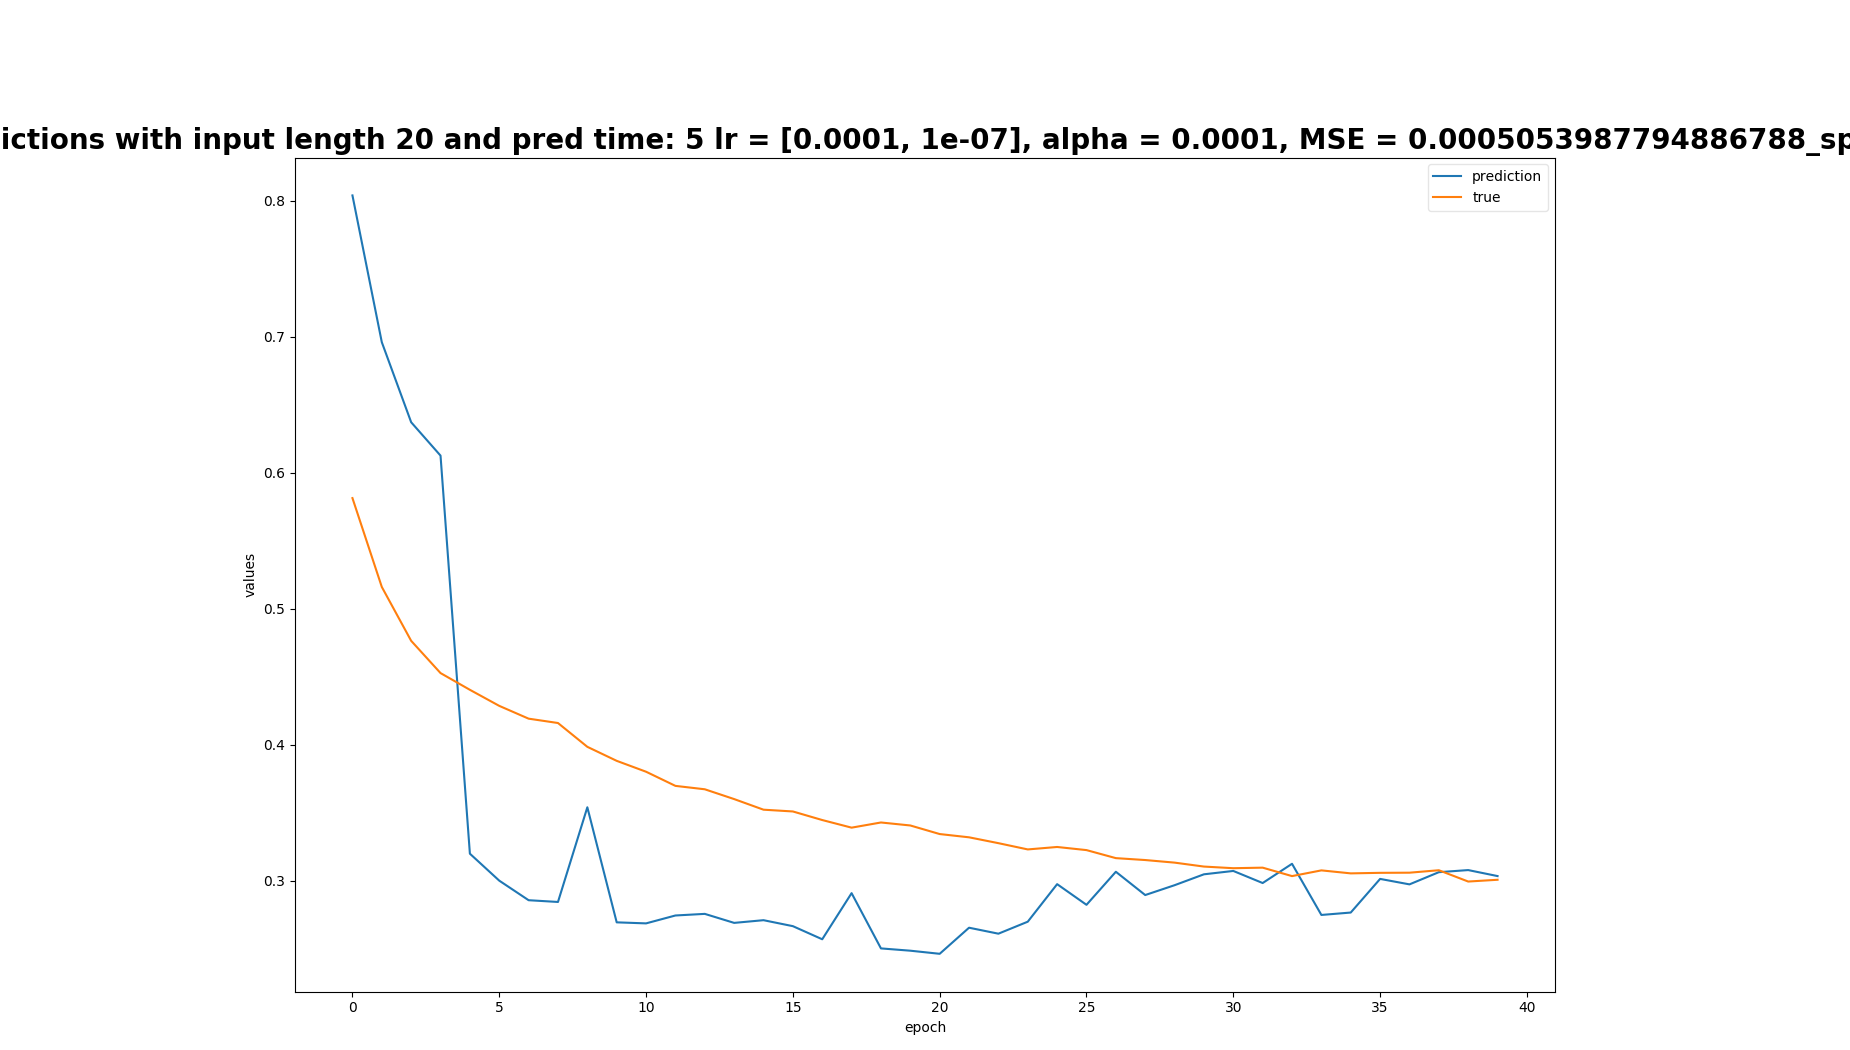 ictions with input length 20 and pred time: 5 lr = [0.0001, 1e-07], alpha = 0.0001, MSE = 0.0005053987794886788_sp
prediction
true
0.8
0.7
0.6
0.5
0.4
0.3
values
0 5 10 15 20 25 30 35 40
epoch